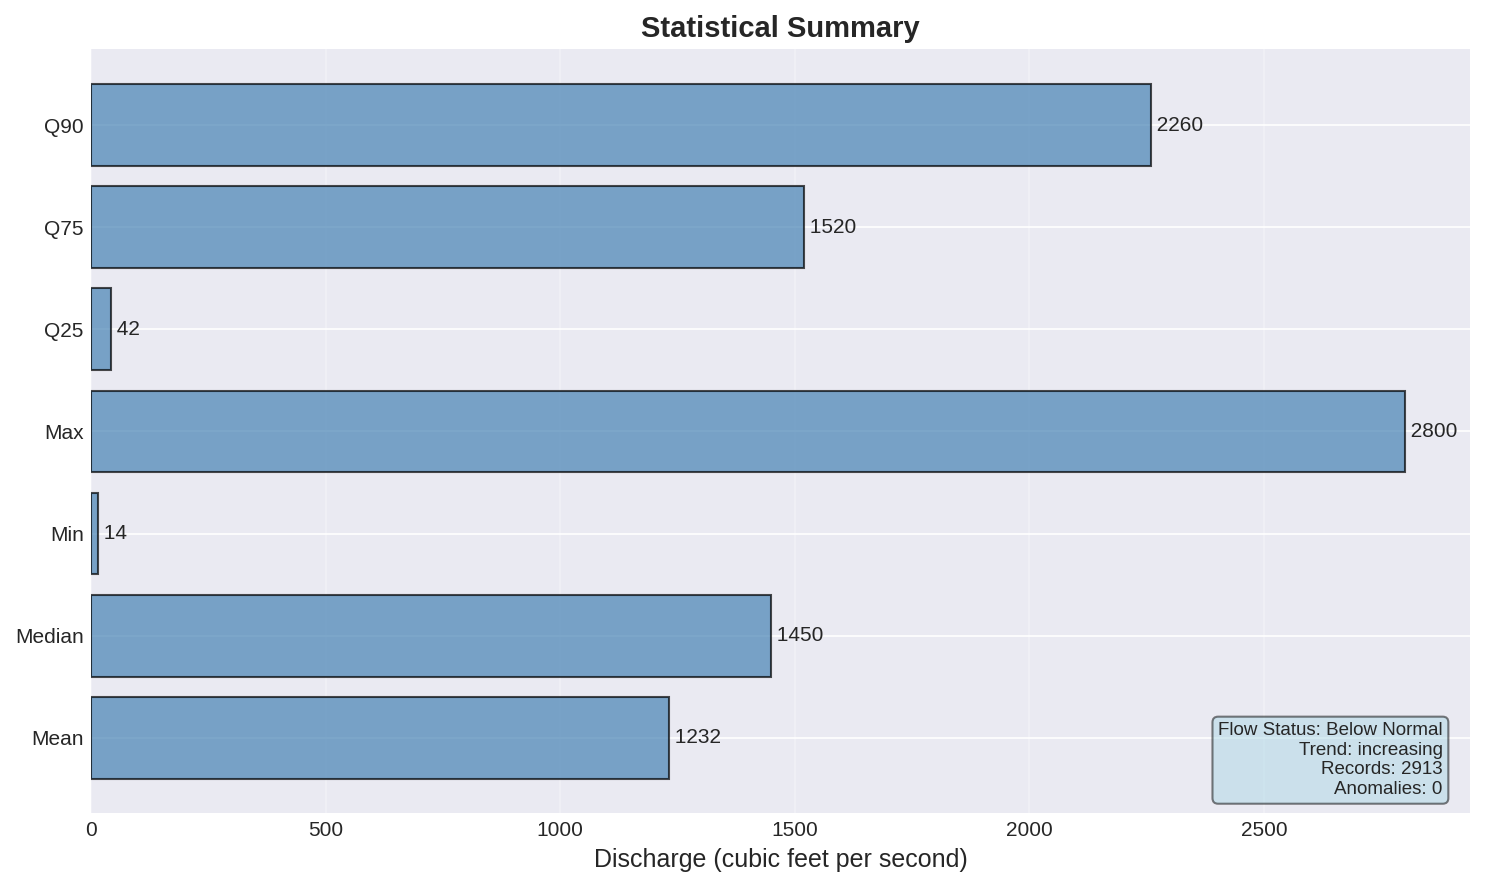 Statistical Summary
Q90
2260
Q75
1520
Q25
42
Max
2800
Min
14
Median
1450
Mean
1232
Flow Status: Below Normal
Trend: increasing
Records: 2913
Anomalies: 0
0 500 1000 1500 2000 2500
Discharge (cubic feet per second)